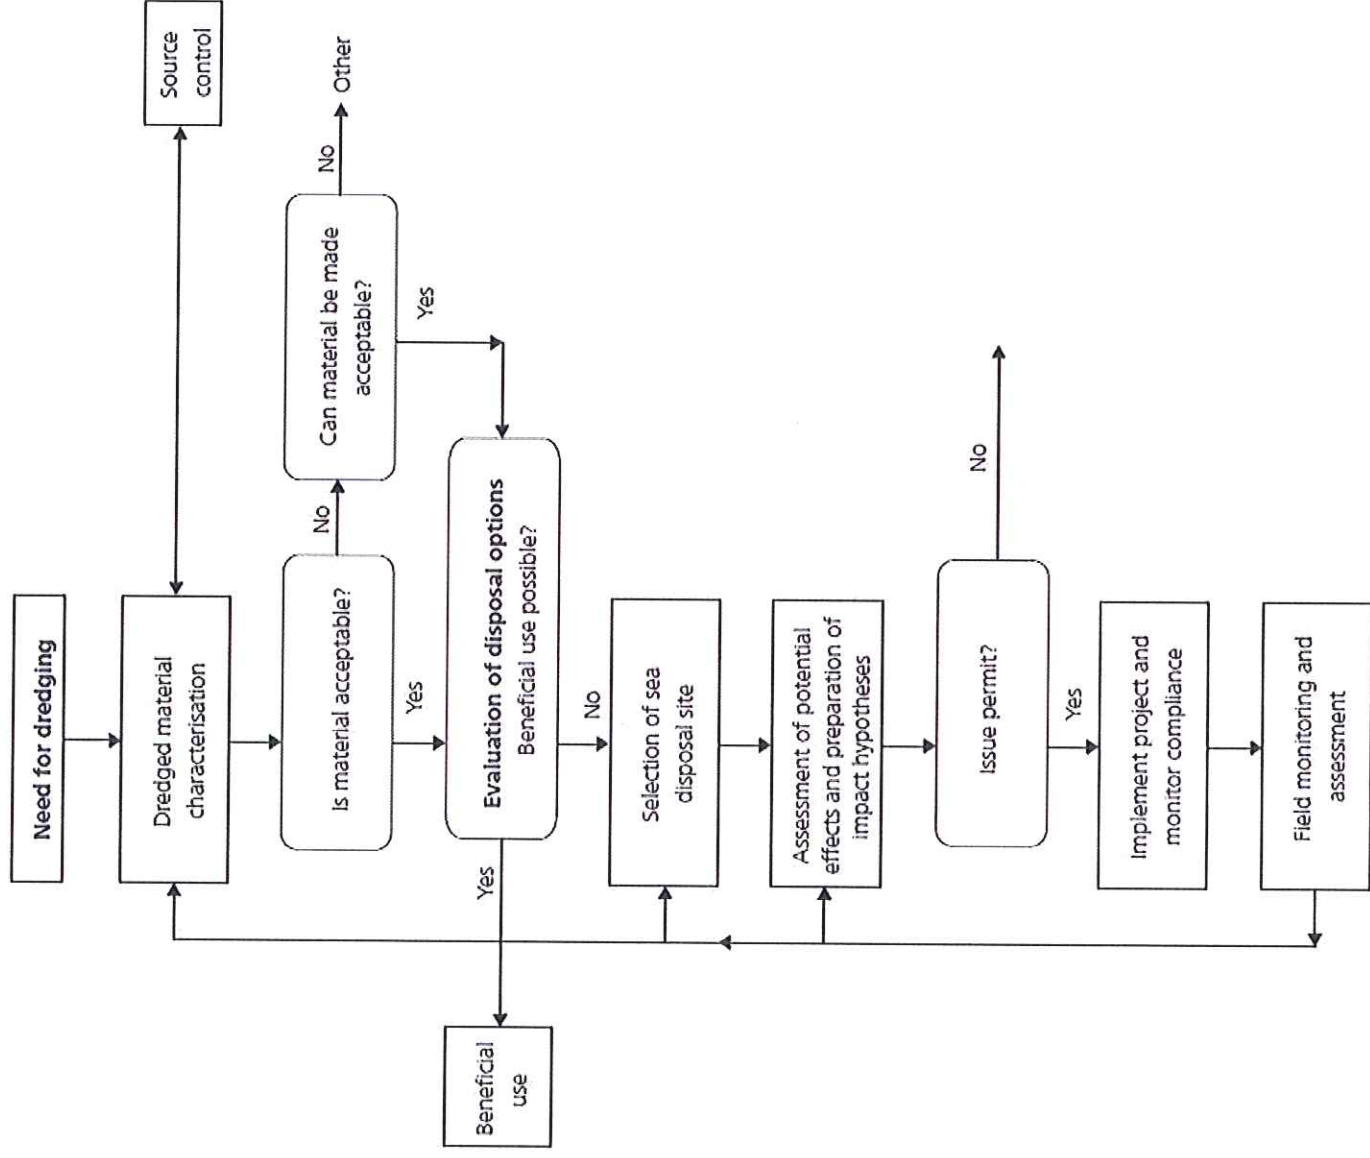 Need for dredging
Dredged material
characterisation
Source
control
Is material acceptable?
No
Can material be made
acceptable?
No
Other
Yes
Yes
Evaluation of disposal options
Beneficial use possible?
Yes
Beneficial
use
No
Selection of sea
disposal site
Assessment of potential
effects and preparation of
impact hypotheses
Issue permit?
No
Yes
Implement project and
monitor compliance
Field monitoring and
assessment